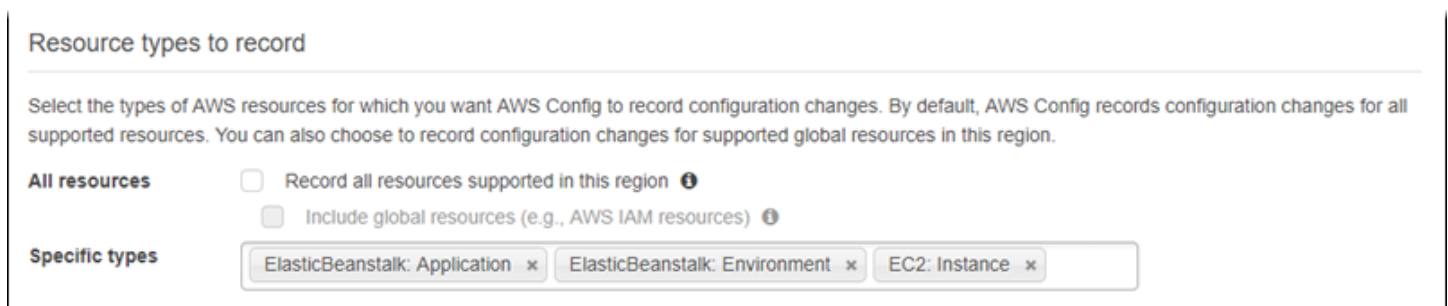 Resource types to record
Select the types of AWS resources for which you want AWS Config to record configuration changes. By default, AWS Config records configuration changes for all
supported resources. You can also choose to record configuration changes for supported global resources in this region.
All resources Record all resources supported in this region
Include global resources (e.g., AWS IAM resources)
Specific types ElasticBeanstalk: Application × ElasticBeanstalk: Environment × EC2: Instance ×